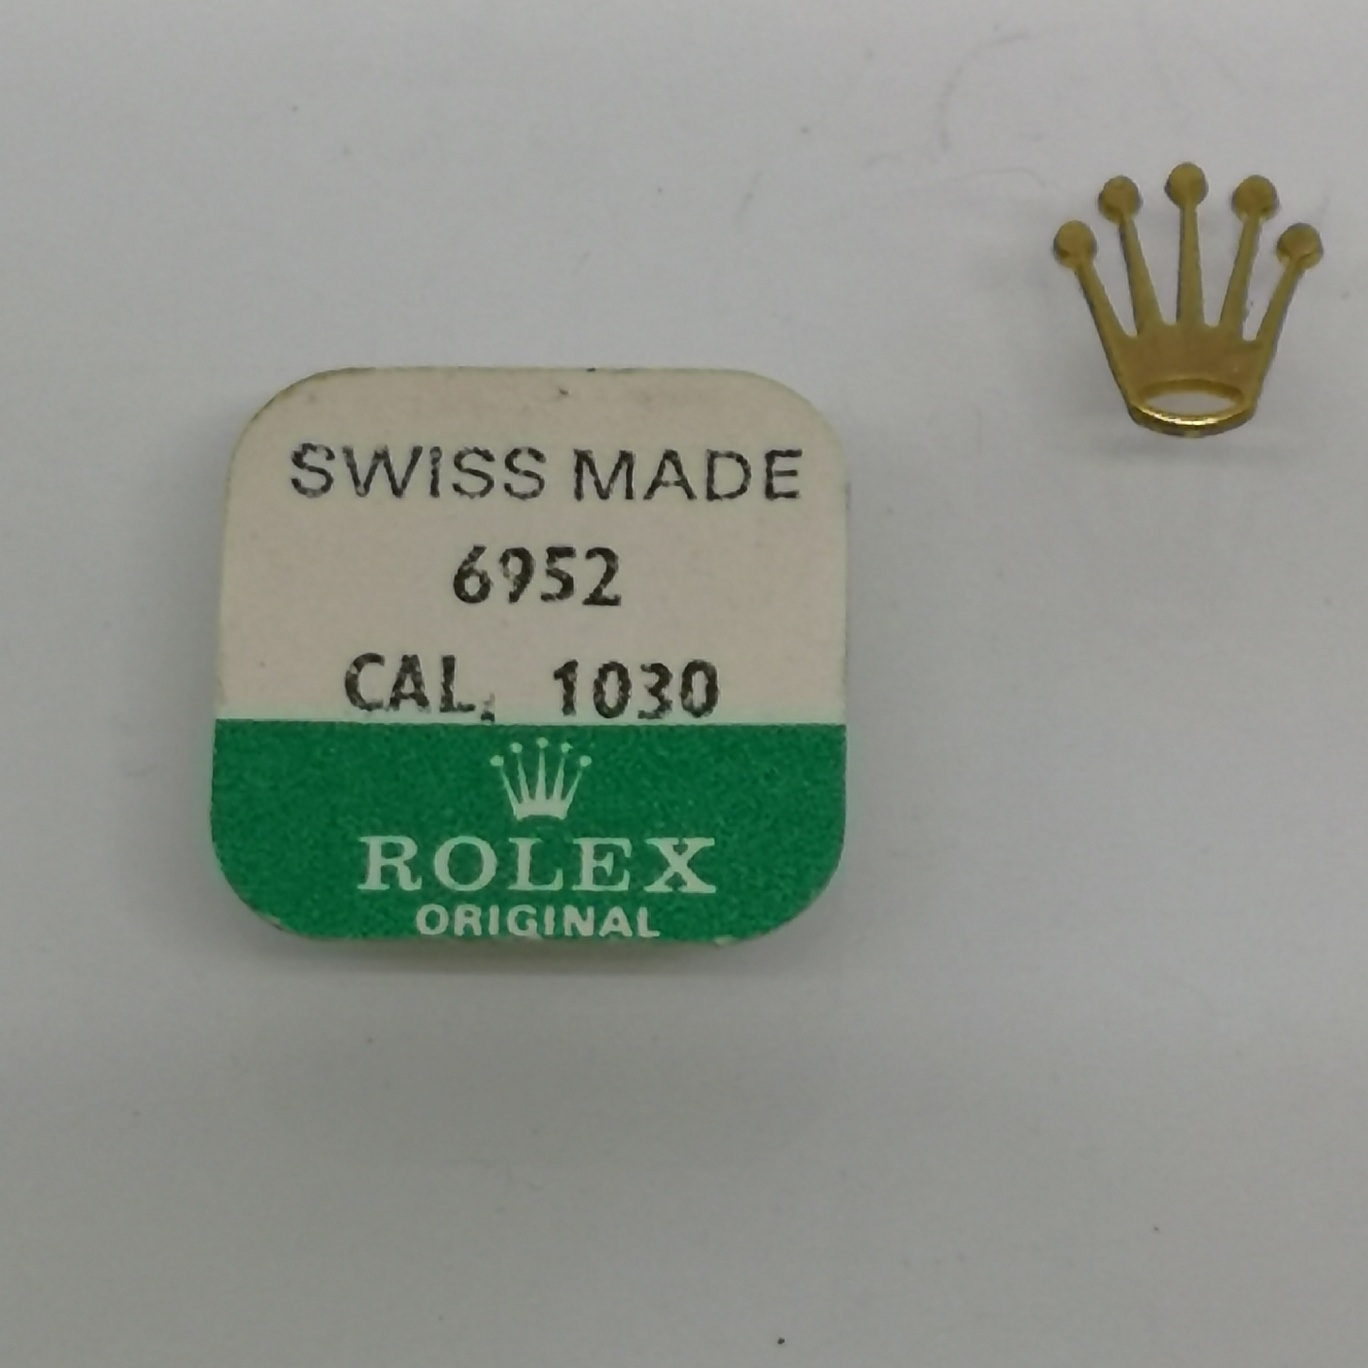 SWISS MADE
6952
CAL. 1030
ROLEX
ORIGINAL